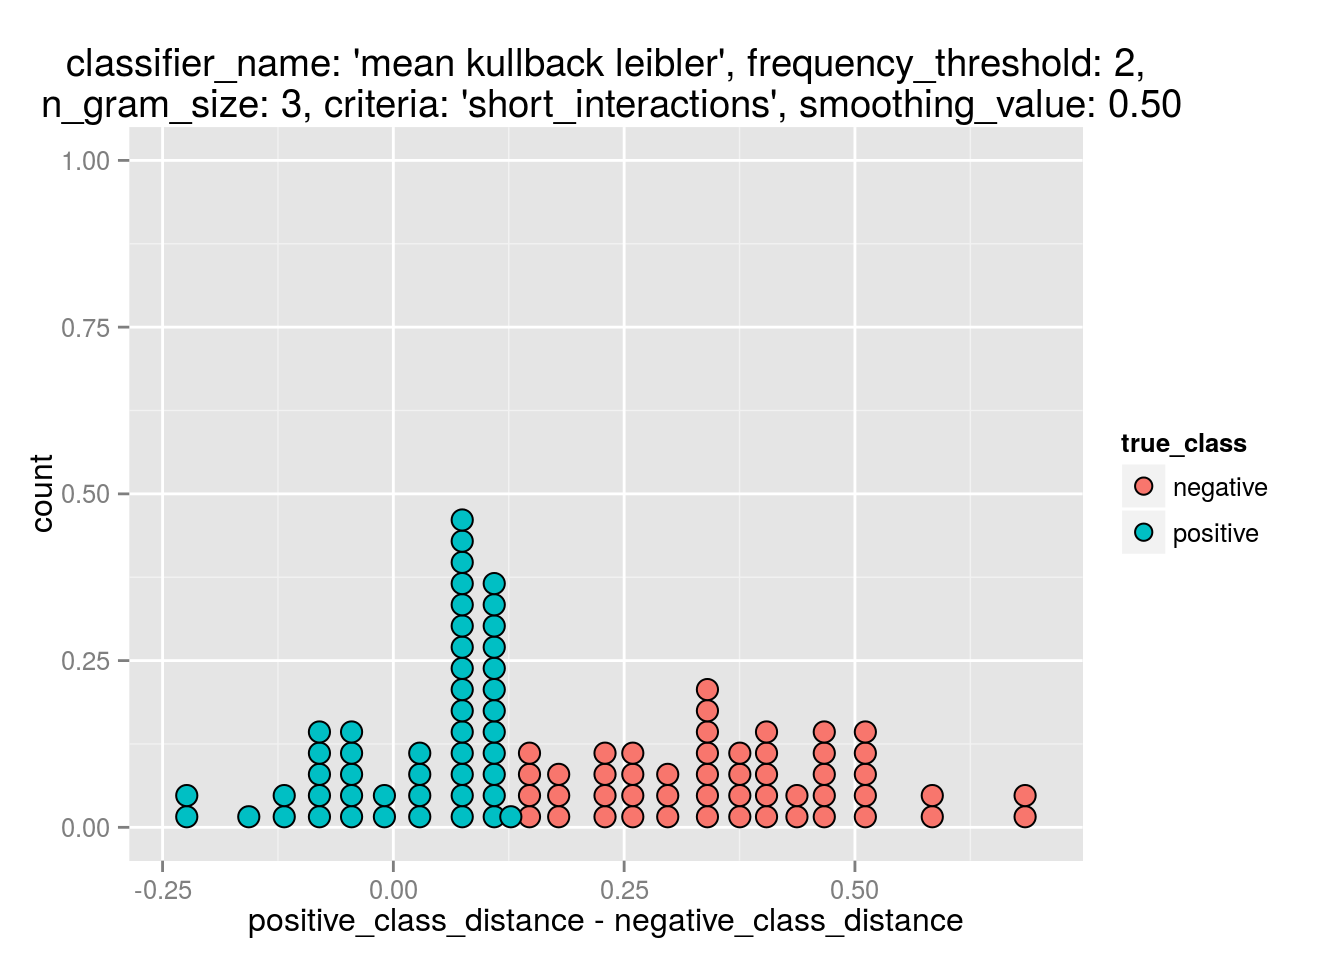 classifier_name: 'mean kullback leibler', frequency_threshold: 2,
n_gram_size: 3, criteria: 'short_interactions', smoothing_value: 0.50
1.00
0.75
0.50
0.25
0.00
count
-0.25
0.00
0.25
0.50
positive_class_distance - negative_class_distance
true_class
negative
positive